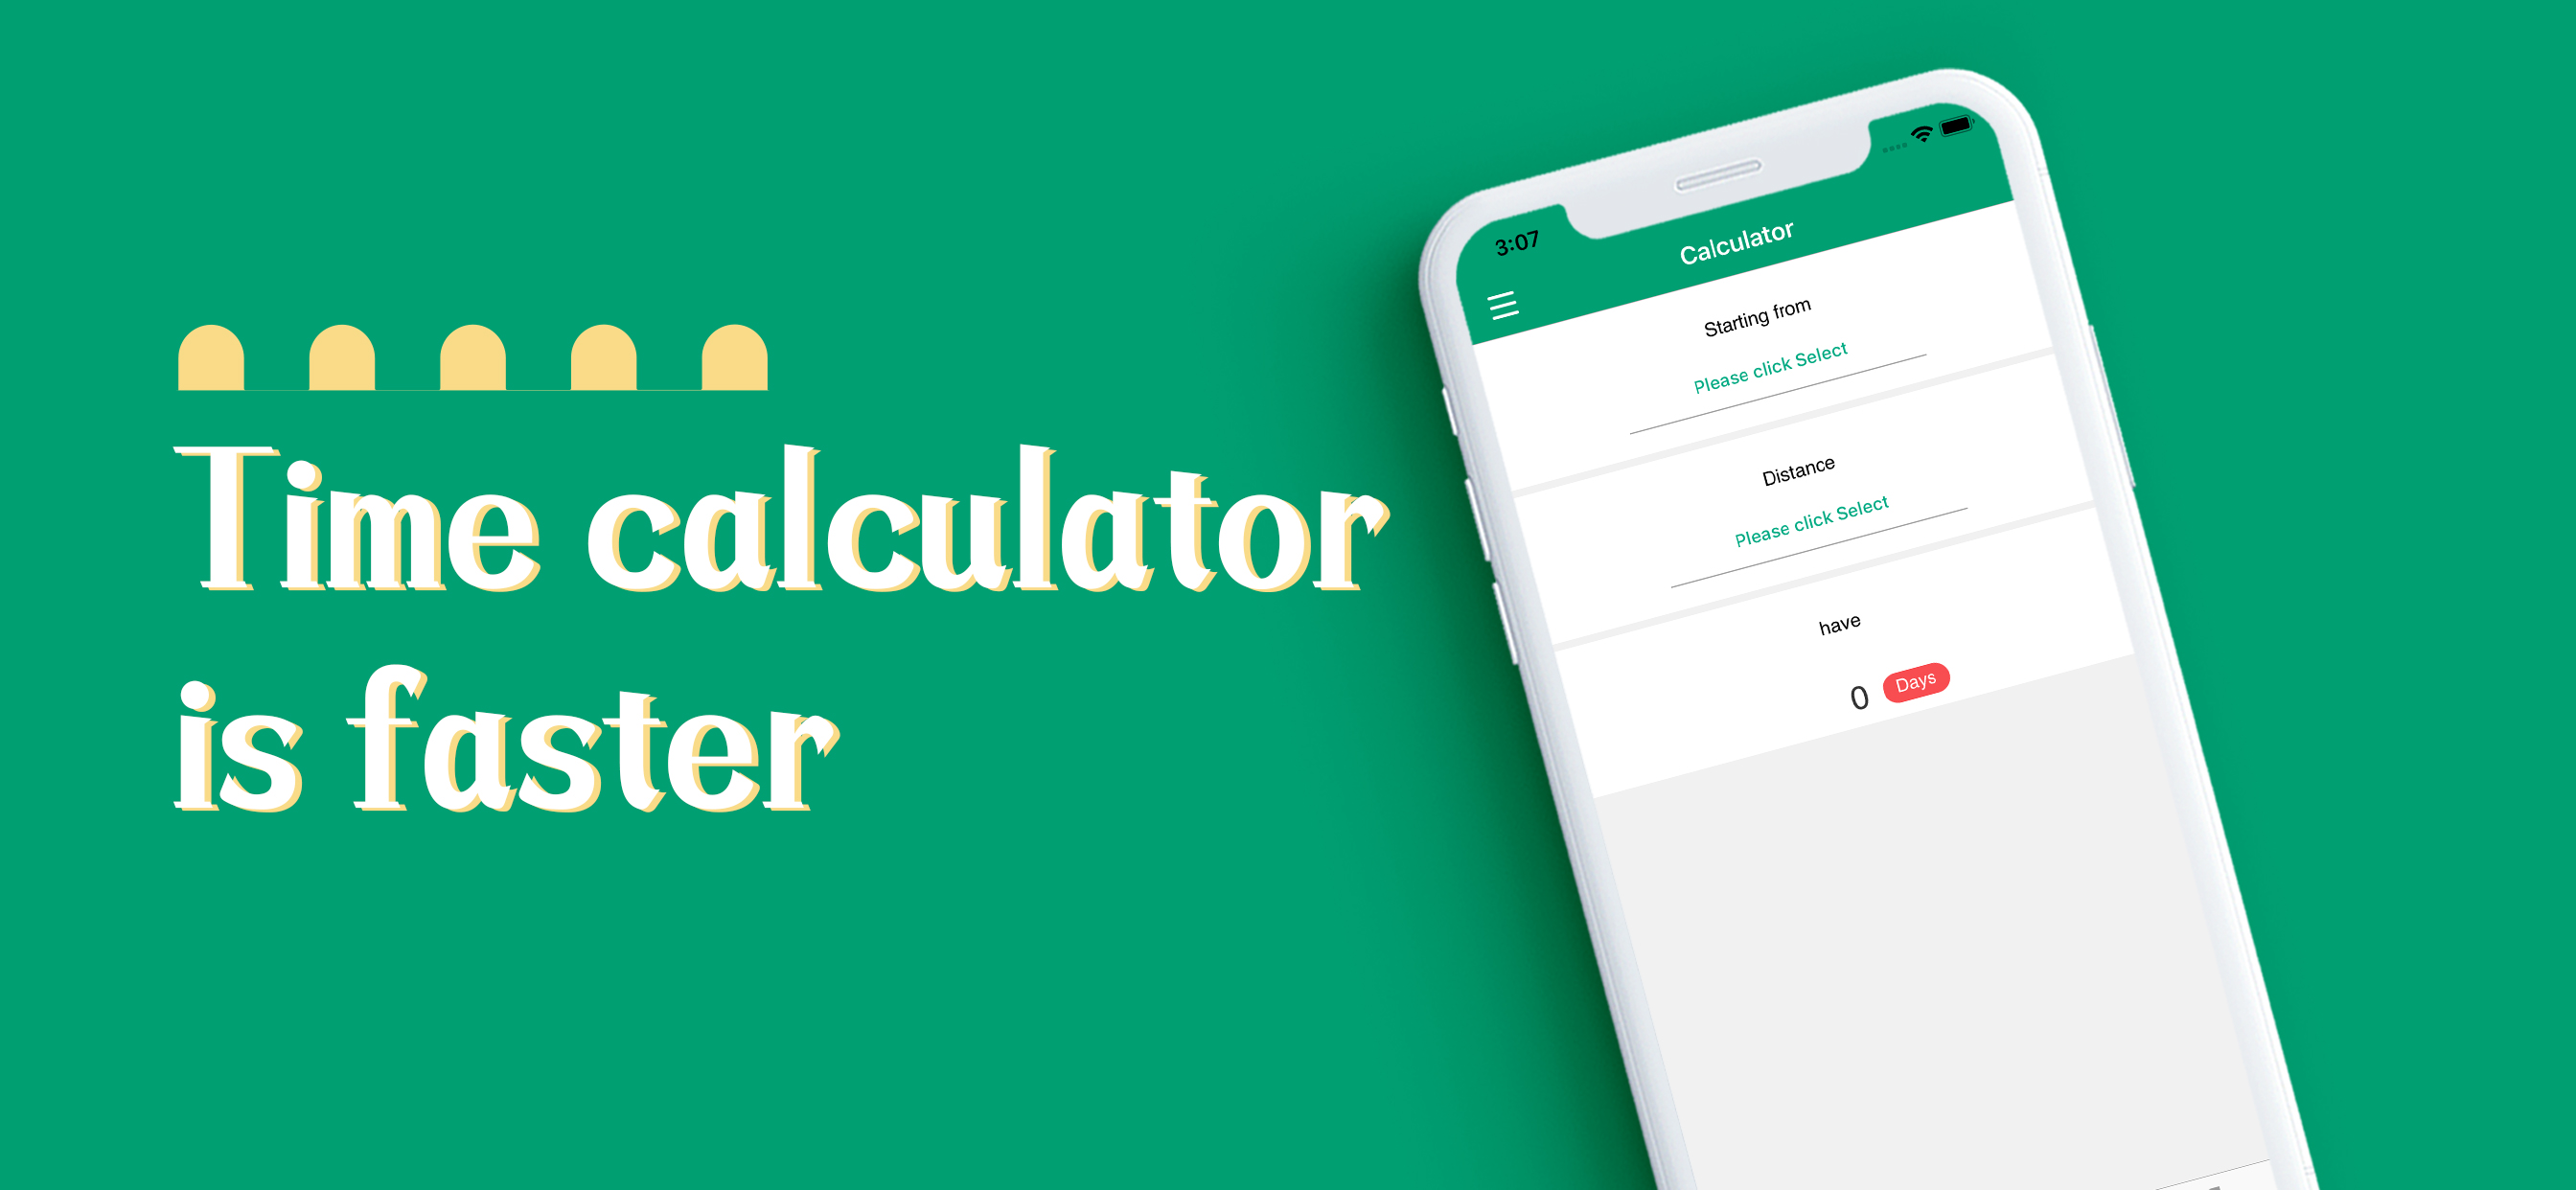 Time calculator
is faster
3:07
Calculator
Starting from
Please click Select
Distance
Please click Select
have
0 Days